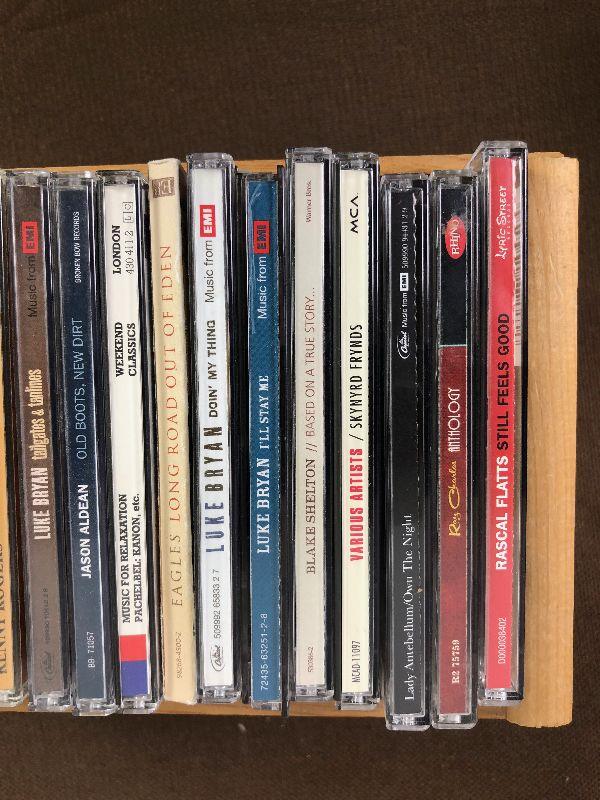 KENNY ROGERS
LUKE BRYAN tailgates & tanlines Music from EMI
JASON ALDEAN OLD BOOTS, NEW DIRT BROKEN BOW RECORDS
BB 71057
MUSIC FOR RELAXATION
PACHELBEL: KANON, etc.
WEEKEND
CLASSICS
LONDON
430 411-2
EAGLES LONG ROAD OUT OF EDEN
LUKE BRYAN DOIN' MY THING Music from EMI
Capitol 509992 65833 2 7
LUKE BRYAN I'LL STAY ME Music from EMI
72435-63251-2-8
BLAKE SHELTON // BASED ON A TRUE STORY... Warner Bros.
VARIOUS ARTISTS / SKYNYRD FRYNDS MCA
MCAD-11097
Lady Antebellum/Own The Night Capitol Music from EMI
Ray Charles ANTHOLOGY RHINO
R2 75759
RASCAL FLATTS STILL FEELS GOOD LYRIC STREET
D000038402